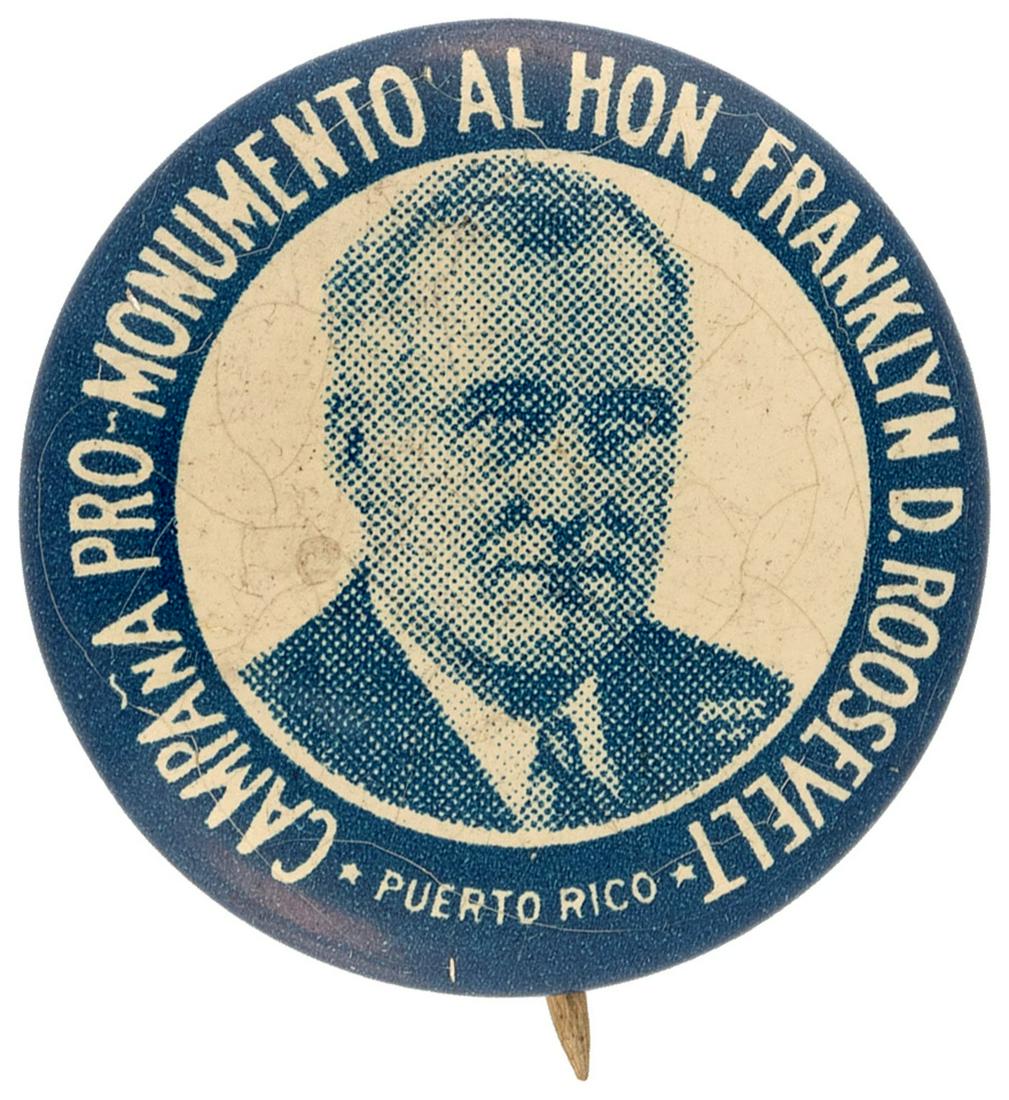 CAMPAÑA PRO-MONUMENTO AL HON. FRANKLYN D. ROOSEVELT
★ PUERTO RICO ★